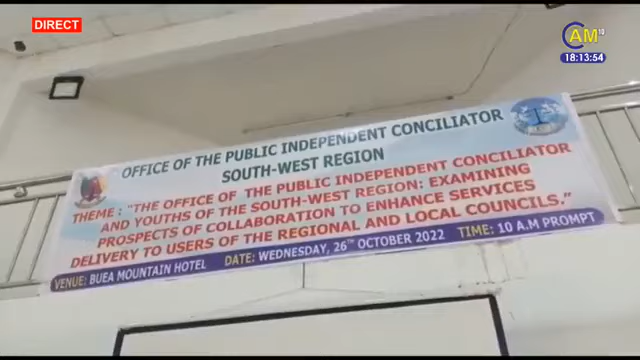 DIRECT
CAM10
18:13:54
OFFICE OF THE PUBLIC INDEPENDENT CONCILIATOR
SOUTH-WEST REGION
THEME : "THE OFFICE OF THE PUBLIC INDEPENDENT CONCILIATOR
AND YOUTHS OF THE SOUTH-WEST REGION: EXAMINING
PROSPECTS OF COLLABORATION TO ENHANCE SERVICES
DELIVERY TO USERS OF THE REGIONAL AND LOCAL COUNCILS."
VENUE: BUEA MOUNTAIN HOTEL DATE: WEDNESDAY, 26TH OCTOBER 2022 TIME: 10 A.M PROMPT